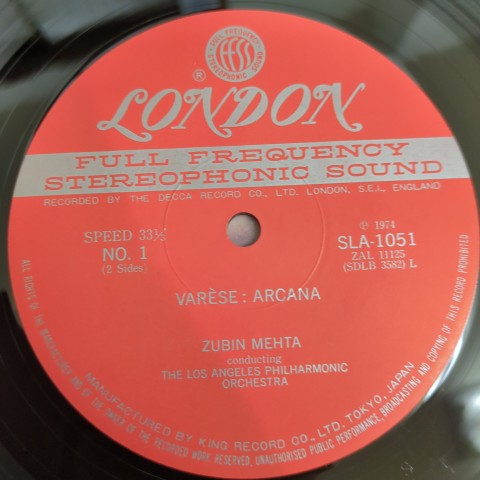 FULL FREQUENCY
ffss
STEREOPHONIC SOUND
®
LONDON
FULL FREQUENCY
STEREOPHONIC SOUND
RECORDED BY THE DECCA RECORD CO., LTD. LONDON, S.E.I., ENGLAND
SPEED 33⅓
NO. 1
(2 Sides)
℗ 1974
SLA-1051
ZAL 11125
(SDLB 3582) L
VARÈSE : ARCANA
ZUBIN MEHTA
conducting
THE LOS ANGELES PHILHARMONIC
ORCHESTRA
MANUFACTURED BY KING RECORD CO., LTD. TOKYO, JAPAN
ALL RIGHTS OF THE MANUFACTURER AND OF THE OWNER OF THE RECORDED WORK RESERVED. UNAUTHORISED PUBLIC PERFORMANCE, BROADCASTING AND COPYING OF THIS RECORD PROHIBITED